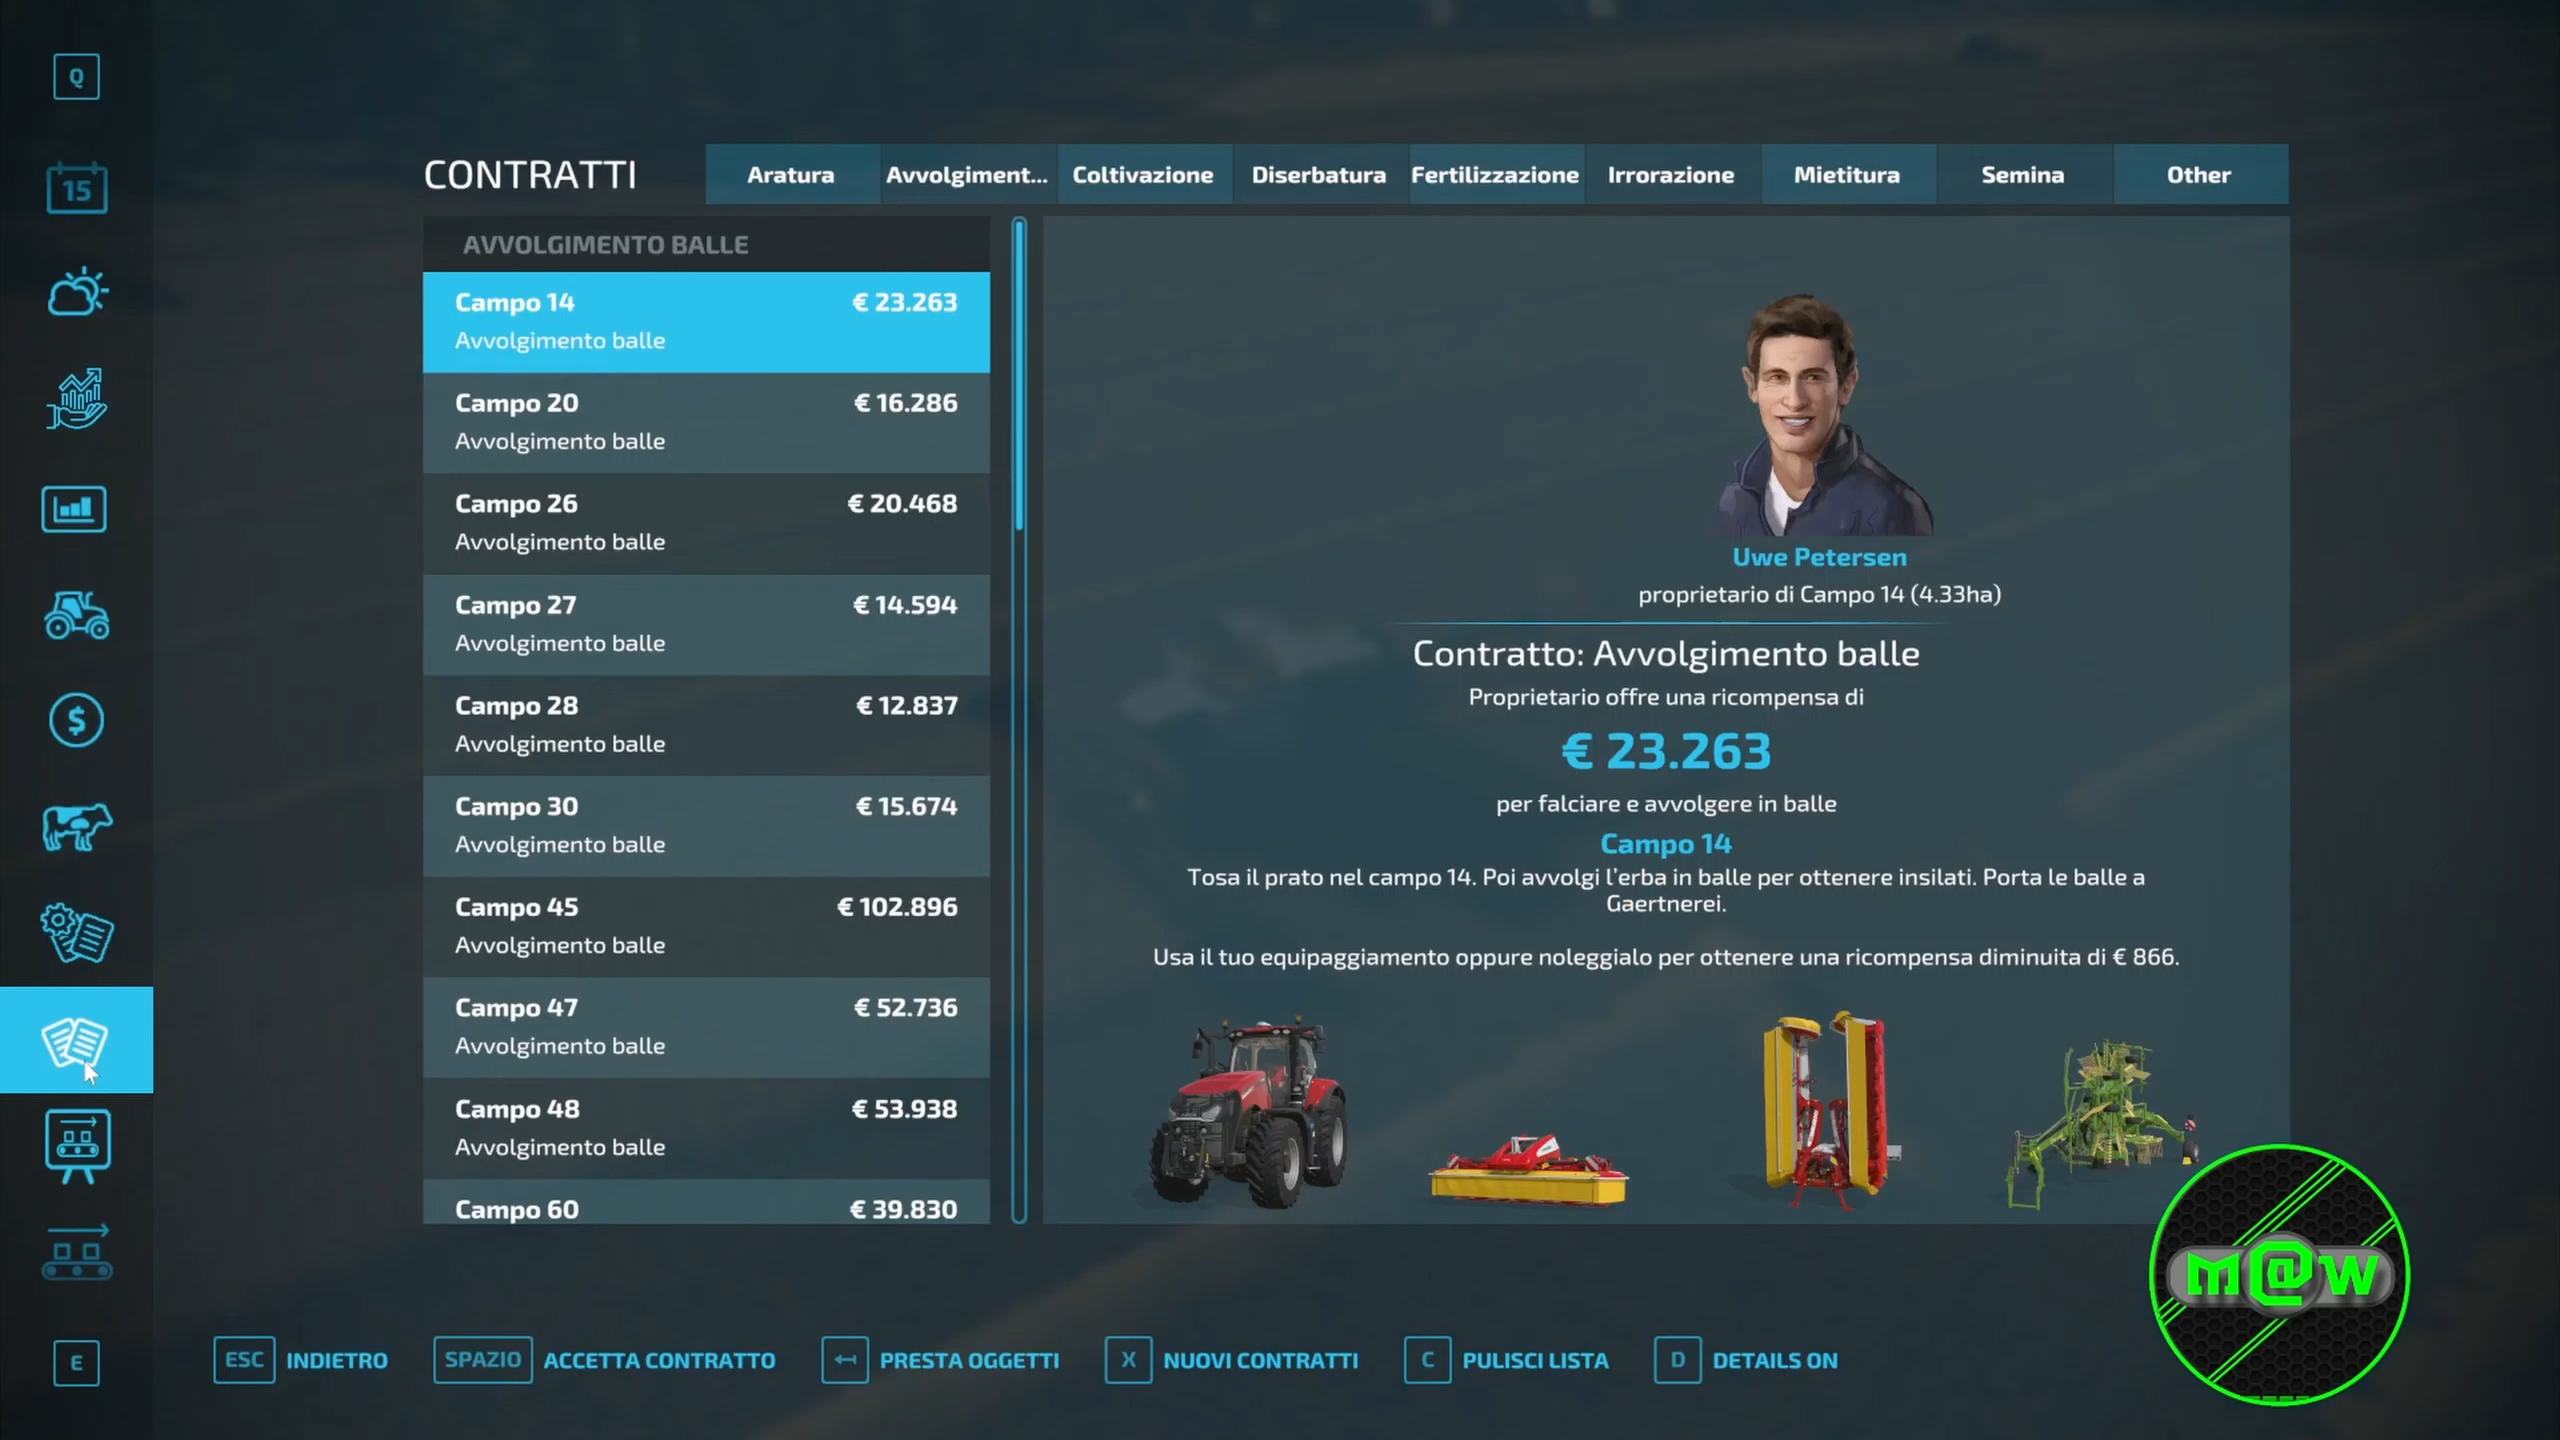 Q
15
CONTRATTI
Aratura
Avvolgiment...
Coltivazione
Diserbatura
Fertilizzazione
Irrorazione
Mietitura
Semina
Other
AVVOLGIMENTO BALLE
Campo 14 € 23.263
Avvolgimento balle
Campo 20 € 16.286
Avvolgimento balle
Campo 26 € 20.468
Avvolgimento balle
Campo 27 € 14.594
Avvolgimento balle
Campo 28 € 12.837
Avvolgimento balle
Campo 30 € 15.674
Avvolgimento balle
Campo 45 € 102.896
Avvolgimento balle
Campo 47 € 52.736
Avvolgimento balle
Campo 48 € 53.938
Avvolgimento balle
Campo 60 € 39.830
Uwe Petersen
proprietario di Campo 14 (4.33ha)
Contratto: Avvolgimento balle
Proprietario offre una ricompensa di
€ 23.263
per falciare e avvolgere in balle
Campo 14
Tosa il prato nel campo 14. Poi avvolgi l'erba in balle per ottenere insilati. Porta le balle a
Gaertnerei.
Usa il tuo equipaggiamento oppure noleggialo per ottenere una ricompensa diminuita di € 866.
m@w
E
ESC INDIETRO
SPAZIO ACCETTA CONTRATTO
PRESTA OGGETTI
X NUOVI CONTRATTI
C PULISCI LISTA
D DETAILS ON